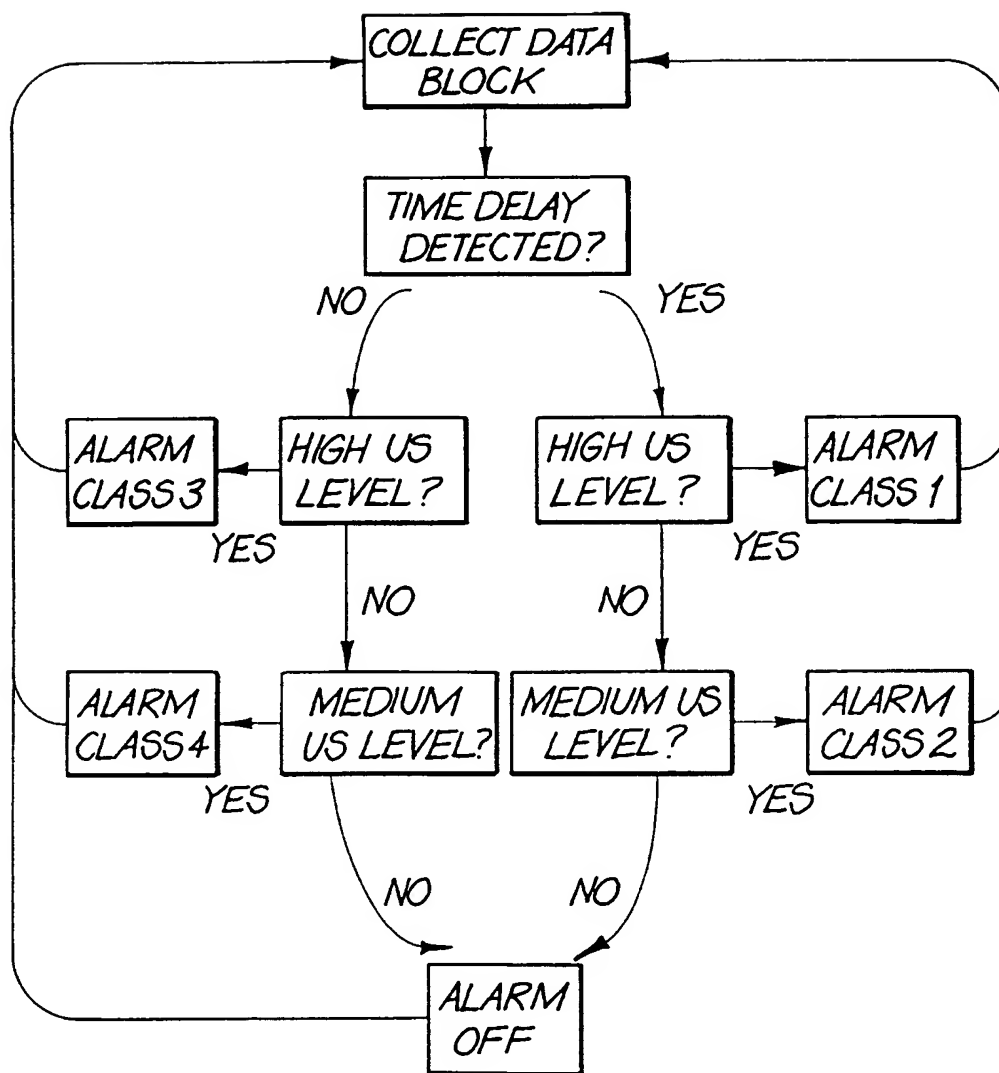 COLLECT DATA
BLOCK
TIME DELAY
DETECTED?
NO
YES
ALARM
CLASS 3
HIGH US
LEVEL?
HIGH US
LEVEL?
ALARM
CLASS 1
YES
YES
NO
NO
ALARM
CLASS 4
MEDIUM
US LEVEL?
MEDIUM US
LEVEL?
ALARM
CLASS 2
YES
YES
NO
NO
ALARM
OFF